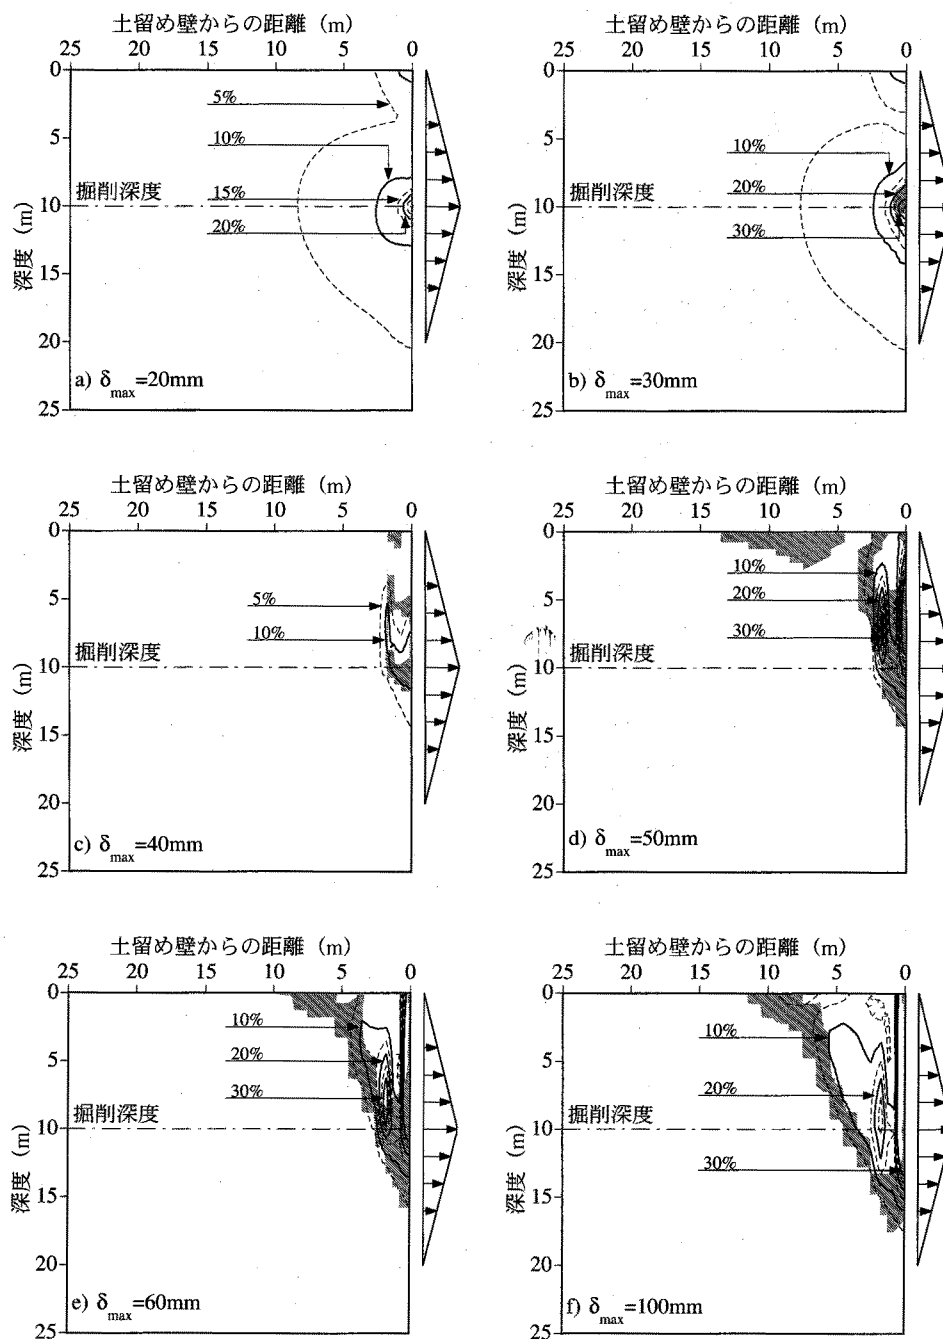 土留め壁からの距離（m）
25 20 15 10 5 0
0
5%
5
10%
掘削深度
15%
10
20%
深度（m）
15
20
a) δmax=20mm
25
土留め壁からの距離（m）
25 20 15 10 5 0
0
5
10%
掘削深度
20%
10
30%
深度（m）
15
20
b) δmax=30mm
25
土留め壁からの距離（m）
25 20 15 10 5 0
0
5%
5
10%
掘削深度
10
深度（m）
15
20
c) δmax=40mm
25
土留め壁からの距離（m）
25 20 15 10 5 0
0
10%
20%
5
30%
掘削深度
10
深度（m）
15
20
d) δmax=50mm
25
土留め壁からの距離（m）
25 20 15 10 5 0
0
10%
20%
5
30%
掘削深度
10
深度（m）
15
20
e) δmax=60mm
25
土留め壁からの距離（m）
25 20 15 10 5 0
0
10%
5
20%
掘削深度
10
30%
深度（m）
15
20
f) δmax=100mm
25